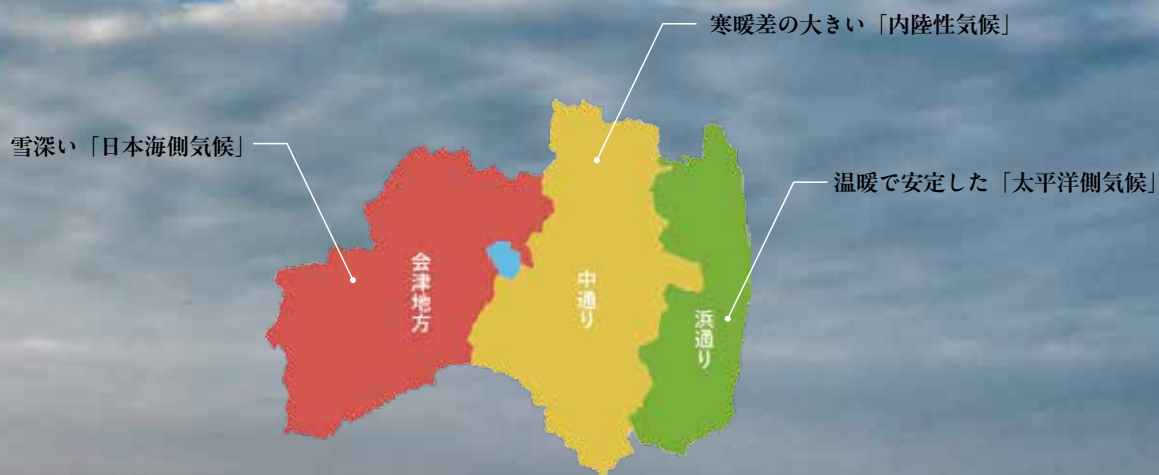 寒暖差の大きい「内陸性気候」
雪深い「日本海側気候」
温暖で安定した「太平洋側気候」
会津地方
中通り
浜通り